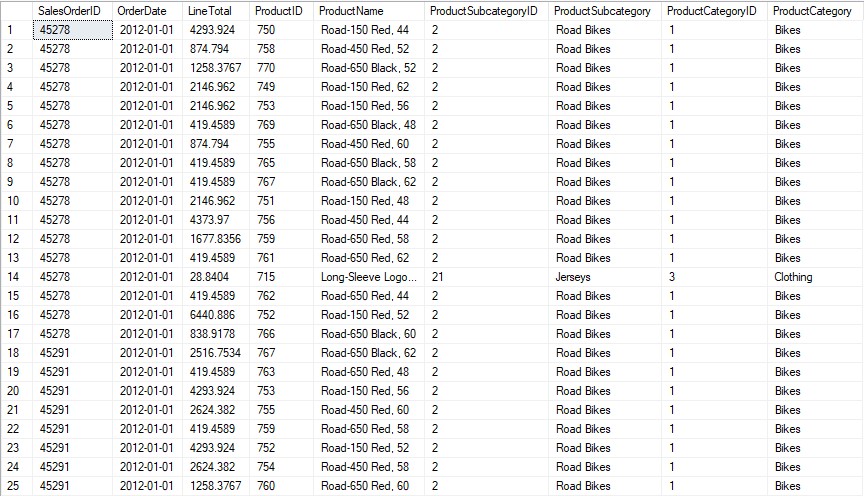 SalesOrderID OrderDate LineTotal ProductID ProductName ProductSubcategoryID ProductSubcategory ProductCategoryID ProductCategory
1 45278 2012-01-01 4293.924 750 Road-150 Red, 44 2 Road Bikes 1 Bikes
2 45278 2012-01-01 874.794 758 Road-450 Red, 52 2 Road Bikes 1 Bikes
3 45278 2012-01-01 1258.3767 770 Road-650 Black, 52 2 Road Bikes 1 Bikes
4 45278 2012-01-01 2146.962 749 Road-150 Red, 62 2 Road Bikes 1 Bikes
5 45278 2012-01-01 2146.962 753 Road-150 Red, 56 2 Road Bikes 1 Bikes
6 45278 2012-01-01 419.4589 769 Road-650 Black, 48 2 Road Bikes 1 Bikes
7 45278 2012-01-01 874.794 755 Road-450 Red, 60 2 Road Bikes 1 Bikes
8 45278 2012-01-01 419.4589 765 Road-650 Black, 58 2 Road Bikes 1 Bikes
9 45278 2012-01-01 419.4589 767 Road-650 Black, 62 2 Road Bikes 1 Bikes
10 45278 2012-01-01 2146.962 751 Road-150 Red, 48 2 Road Bikes 1 Bikes
11 45278 2012-01-01 4373.97 756 Road-450 Red, 44 2 Road Bikes 1 Bikes
12 45278 2012-01-01 1677.8356 759 Road-650 Red, 58 2 Road Bikes 1 Bikes
13 45278 2012-01-01 419.4589 761 Road-650 Red, 62 2 Road Bikes 1 Bikes
14 45278 2012-01-01 28.8404 715 Long-Sleeve Logo... 21 Jerseys 3 Clothing
15 45278 2012-01-01 419.4589 762 Road-650 Red, 44 2 Road Bikes 1 Bikes
16 45278 2012-01-01 6440.886 752 Road-150 Red, 52 2 Road Bikes 1 Bikes
17 45278 2012-01-01 838.9178 766 Road-650 Black, 60 2 Road Bikes 1 Bikes
18 45291 2012-01-01 2516.7534 767 Road-650 Black, 62 2 Road Bikes 1 Bikes
19 45291 2012-01-01 419.4589 763 Road-650 Red, 48 2 Road Bikes 1 Bikes
20 45291 2012-01-01 4293.924 753 Road-150 Red, 56 2 Road Bikes 1 Bikes
21 45291 2012-01-01 2624.382 755 Road-450 Red, 60 2 Road Bikes 1 Bikes
22 45291 2012-01-01 419.4589 759 Road-650 Red, 58 2 Road Bikes 1 Bikes
23 45291 2012-01-01 4293.924 752 Road-150 Red, 52 2 Road Bikes 1 Bikes
24 45291 2012-01-01 2624.382 754 Road-450 Red, 58 2 Road Bikes 1 Bikes
25 45291 2012-01-01 1258.3767 760 Road-650 Red, 60 2 Road Bikes 1 Bikes